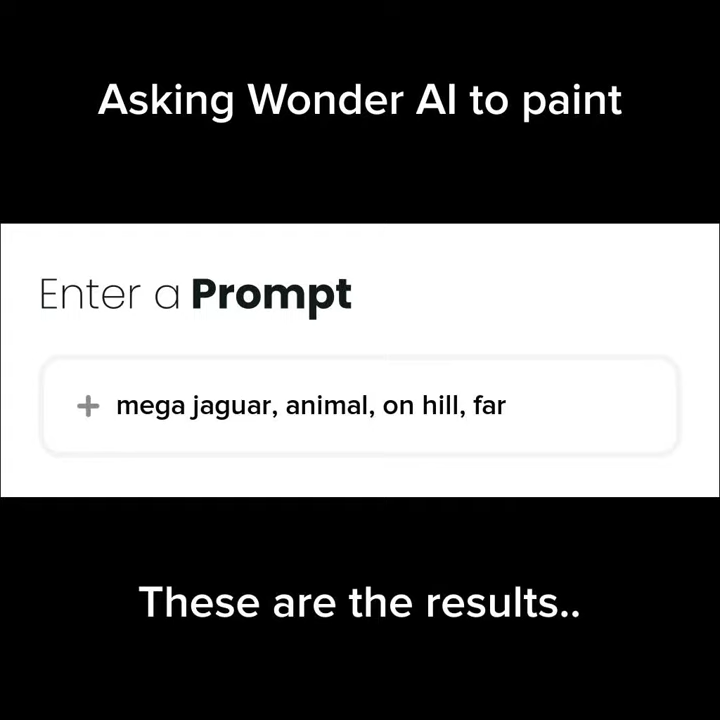 Asking Wonder AI to paint
Enter a Prompt
+ mega jaguar, animal, on hill, far
These are the results..